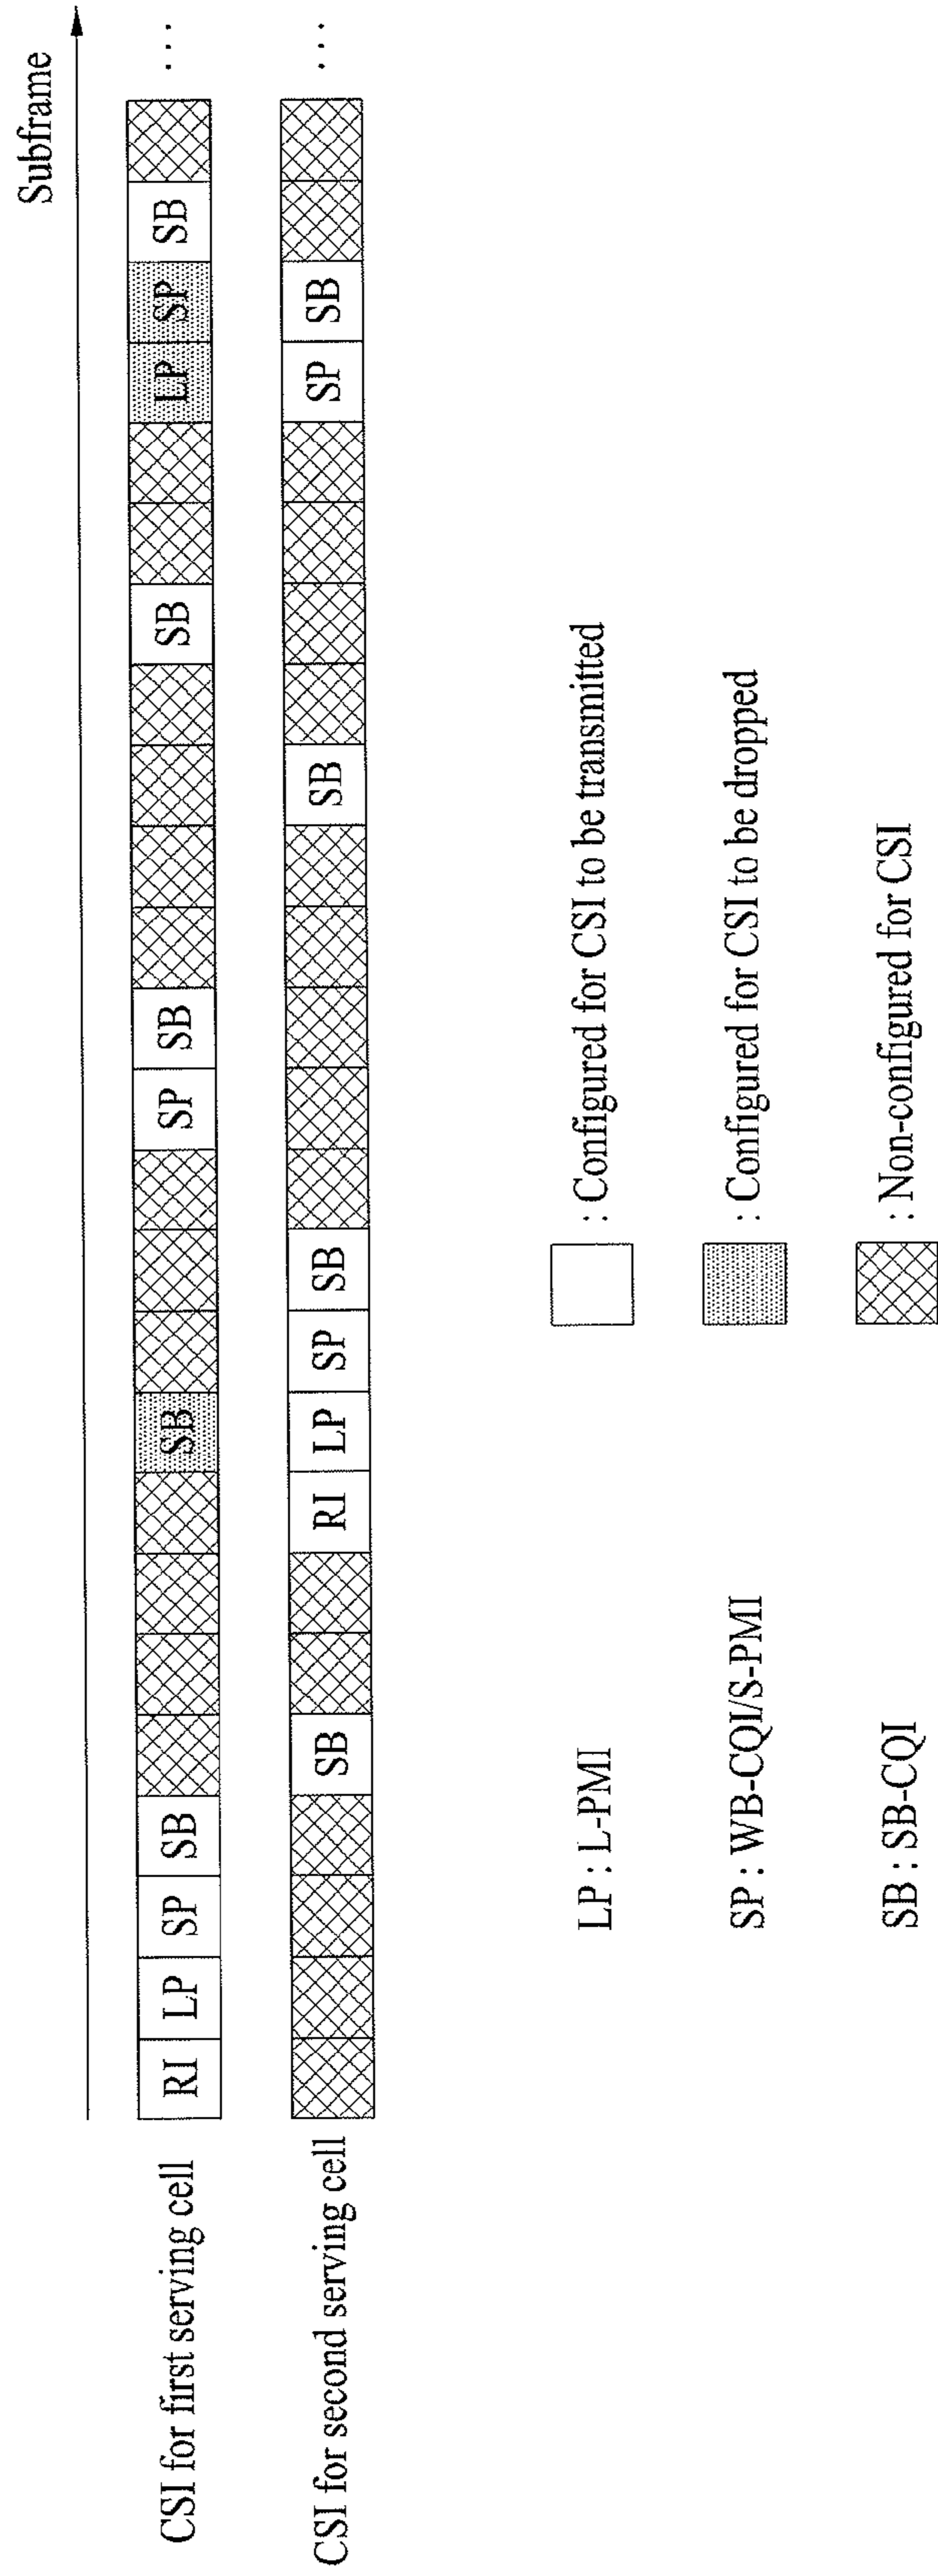 Subframe
CSI for first serving cell RI LP SP SB SB SP SB SB LP SP SB ...
CSI for second serving cell SB RI LP SP SB SB SP SB ...
LP : L-PMI : Configured for CSI to be transmitted
SP : WB-CQI/S-PMI : Configured for CSI to be dropped
SB : SB-CQI : Non-configured for CSI